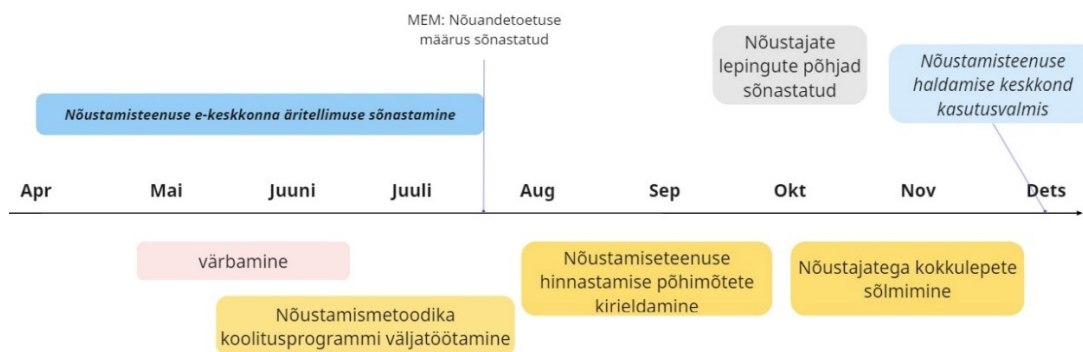 MEM: Nõuandetoetuse
määrus sõnastatud
Nõustajate
lepingute põhjad
sõnastatud
Nõustamisteenuse
haldamise keskkond
kasutusvalmis
Nõustamisteenuse e-keskkonna äritellimuse sõnastamine
Apr Mai Juuni Juuli Aug Sep Okt Nov Dets
värbamine
Nõustamismetoodika
koolitusprogrammi väljatöötamine
Nõustamiseteenuse
hinnastamise põhimõtete
kirieldamine
Nõustajatega kokkulepete
sõlmimine